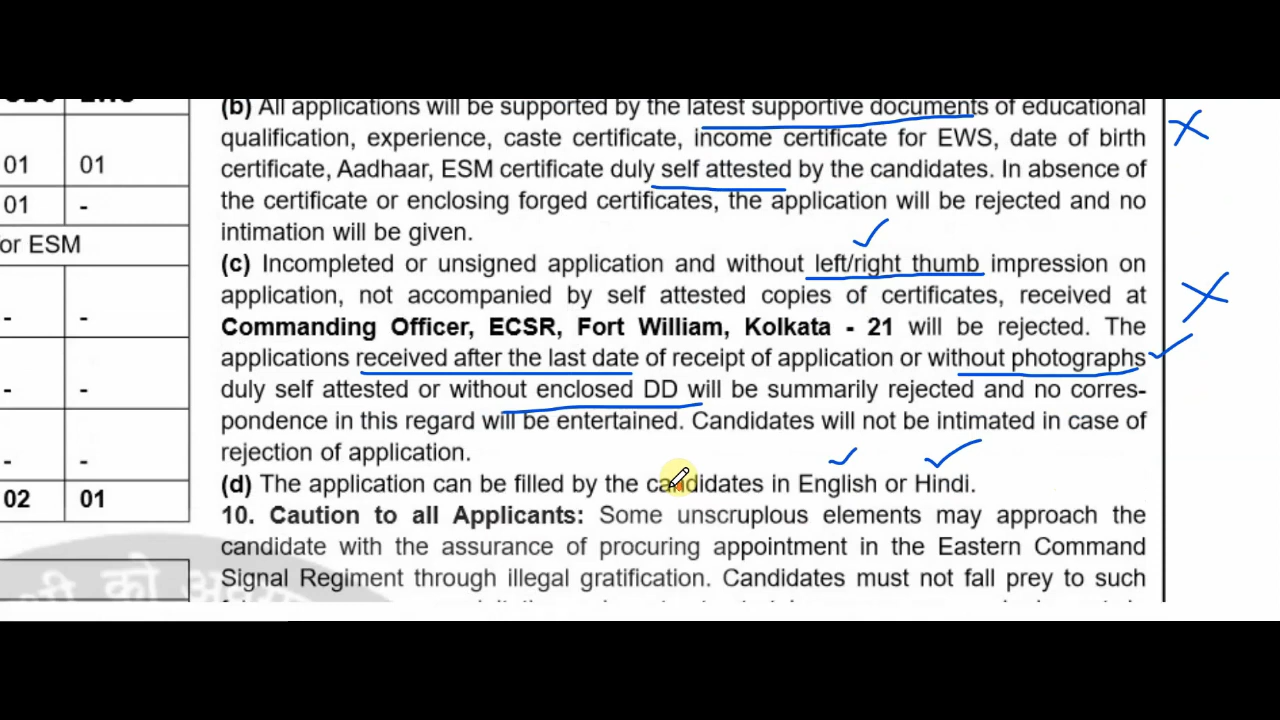 01 01
01 -
or ESM
- -
- -
- -
02 01
(b) All applications will be supported by the latest supportive documents of educational
qualification, experience, caste certificate, income certificate for EWS, date of birth
certificate, Aadhaar, ESM certificate duly self attested by the candidates. In absence of
the certificate or enclosing forged certificates, the application will be rejected and no
intimation will be given.
(c) Incompleted or unsigned application and without left/right thumb impression on
application, not accompanied by self attested copies of certificates, received at
Commanding Officer, ECSR, Fort William, Kolkata - 21 will be rejected. The
applications received after the last date of receipt of application or without photographs
duly self attested or without enclosed DD will be summarily rejected and no corres-
pondence in this regard will be entertained. Candidates will not be intimated in case of
rejection of application.
(d) The application can be filled by the candidates in English or Hindi.
10. Caution to all Applicants: Some unscruplous elements may approach the
candidate with the assurance of procuring appointment in the Eastern Command
Signal Regiment through illegal gratification. Candidates must not fall prey to such